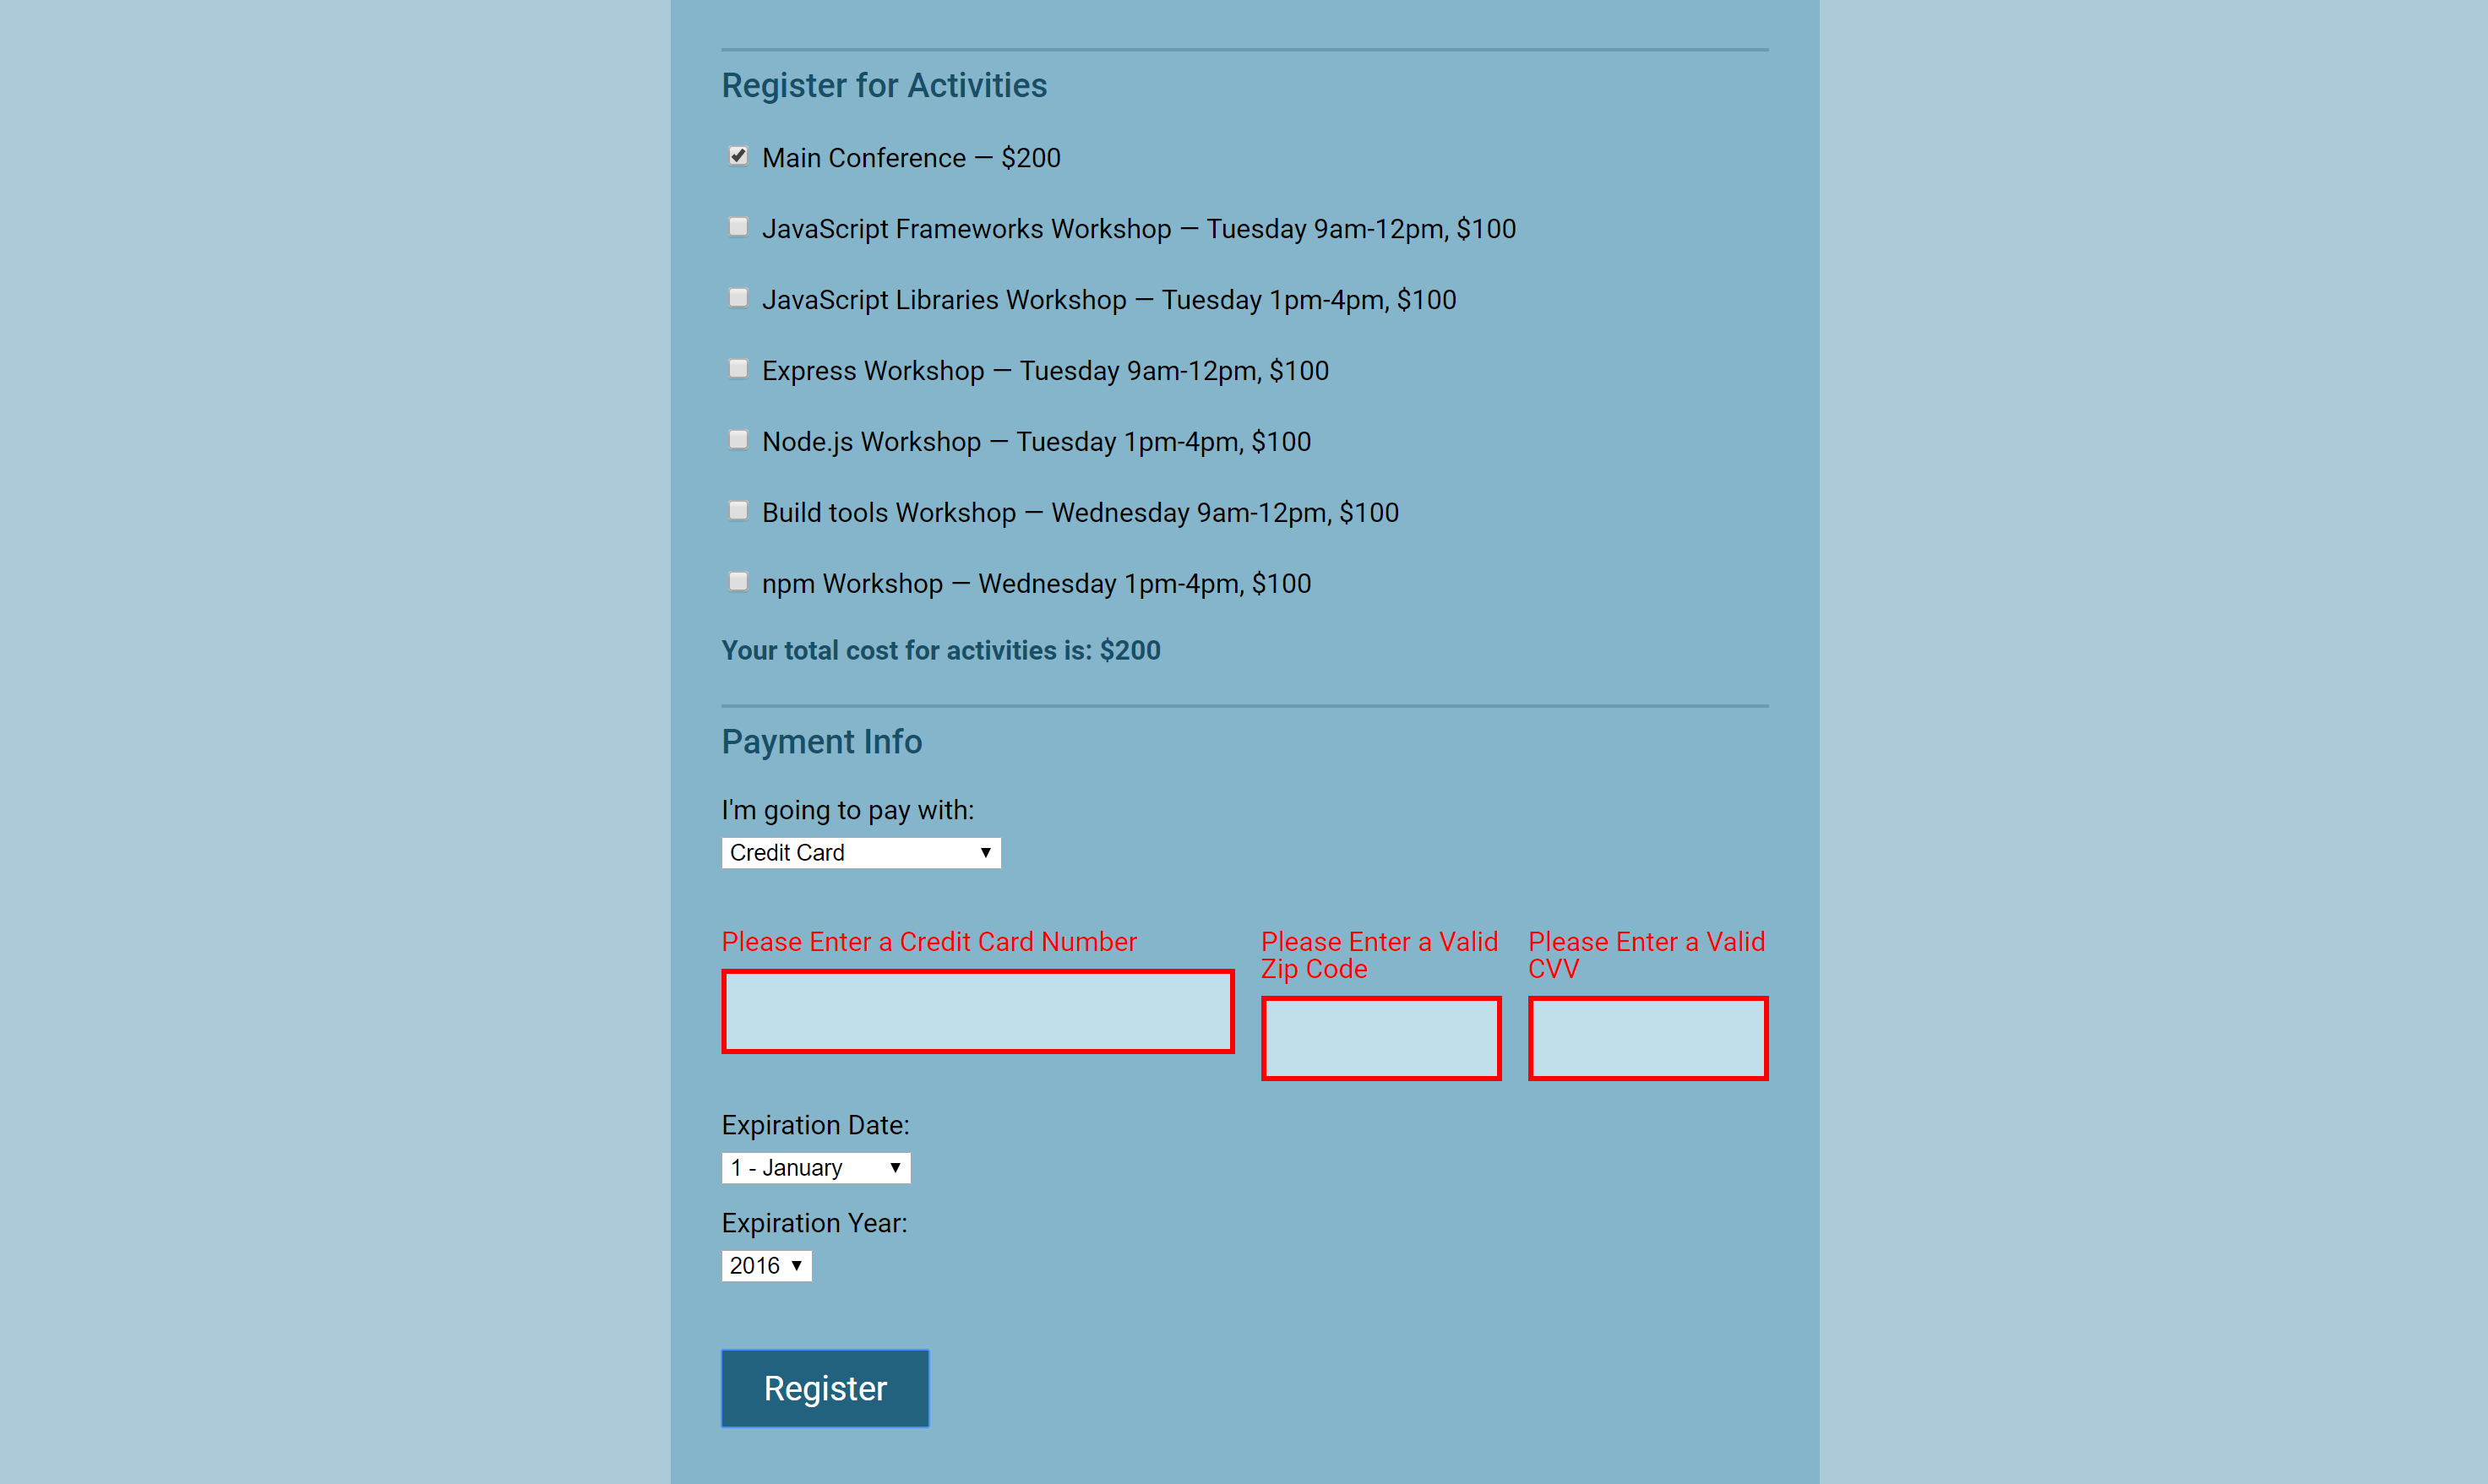 Register for Activities
Main Conference — $200
JavaScript Frameworks Workshop — Tuesday 9am-12pm, $100
JavaScript Libraries Workshop — Tuesday 1pm-4pm, $100
Express Workshop — Tuesday 9am-12pm, $100
Node.js Workshop — Tuesday 1pm-4pm, $100
Build tools Workshop — Wednesday 9am-12pm, $100
npm Workshop — Wednesday 1pm-4pm, $100
Your total cost for activities is: $200
Payment Info
I'm going to pay with:
Credit Card
Please Enter a Credit Card Number
Please Enter a Valid
Zip Code
Please Enter a Valid
CVV
Expiration Date:
1 - January
Expiration Year:
2016
Register